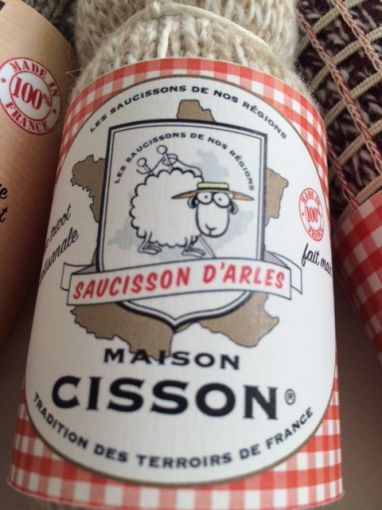 LES SAUCISSONS DE NOS RÉGIONS
LES SAUCISSONS DE NOS RÉGIONS
MADE IN
100%
FRANCE
MADE IN
100%
tricot
fait
SAUCISSON D'ARLES
MAISON
CISSON®
TRADITION DES TERROIRS DE FRANCE